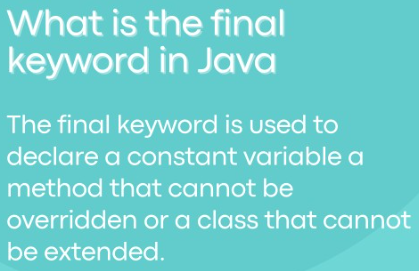 What is the final
keyword in Java
The final keyword is used to
declare a constant variable a
method that cannot be
overridden or a class that cannot
be extended.